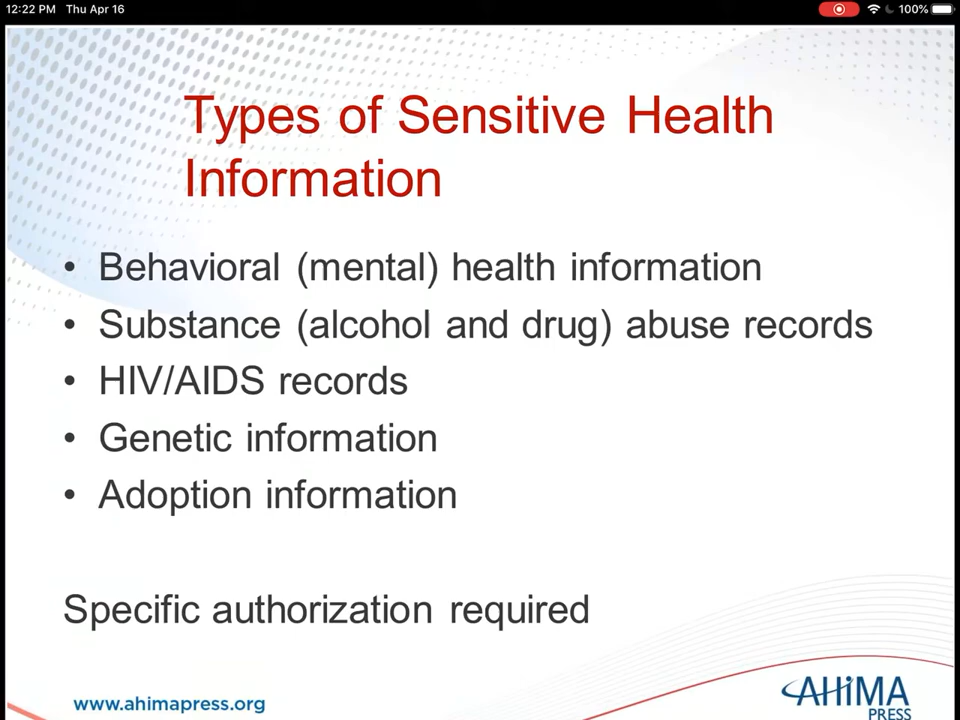 12:22 PM Thu Apr 16 100%
Types of Sensitive Health
Information
• Behavioral (mental) health information
• Substance (alcohol and drug) abuse records
• HIV/AIDS records
• Genetic information
• Adoption information
Specific authorization required
www.ahimapress.org
AHiMA
PRESS